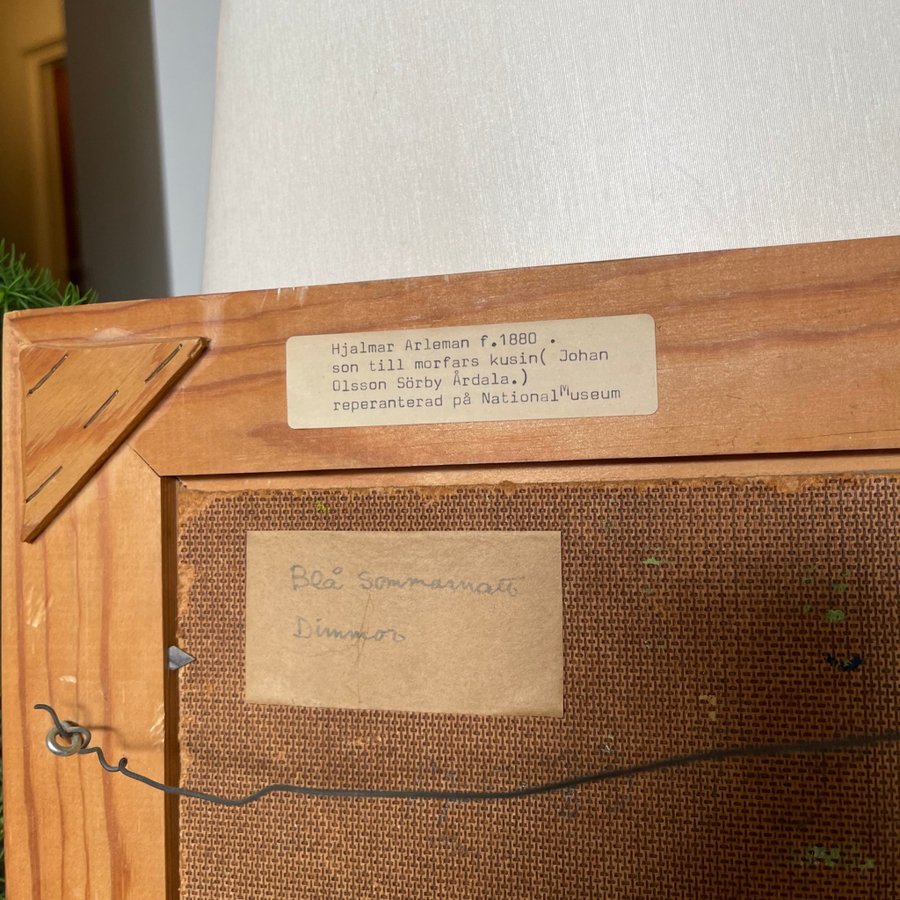 Hjalmar Arleman f.1880 .
son till morfars kusin( Johan
Olsson Sörby Årdala.)
reperanterad på NationalMuseum
Blå Sommarnatt
Dimmor